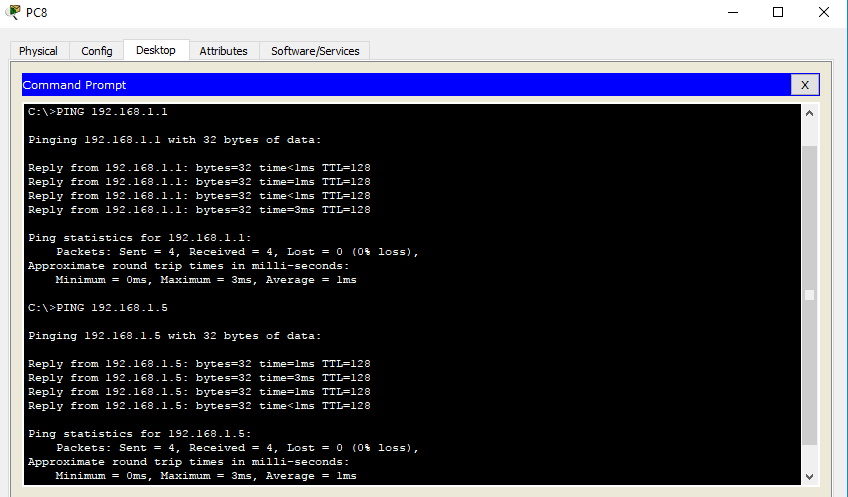 PC8
Physical Config Desktop Attributes Software/Services
Command Prompt X
C:\>PING 192.168.1.1
Pinging 192.168.1.1 with 32 bytes of data:
Reply from 192.168.1.1: bytes=32 time<1ms TTL=128
Reply from 192.168.1.1: bytes=32 time=1ms TTL=128
Reply from 192.168.1.1: bytes=32 time<1ms TTL=128
Reply from 192.168.1.1: bytes=32 time=3ms TTL=128
Ping statistics for 192.168.1.1:
    Packets: Sent = 4, Received = 4, Lost = 0 (0% loss),
Approximate round trip times in milli-seconds:
    Minimum = 0ms, Maximum = 3ms, Average = 1ms
C:\>PING 192.168.1.5
Pinging 192.168.1.5 with 32 bytes of data:
Reply from 192.168.1.5: bytes=32 time=1ms TTL=128
Reply from 192.168.1.5: bytes=32 time=3ms TTL=128
Reply from 192.168.1.5: bytes=32 time=1ms TTL=128
Reply from 192.168.1.5: bytes=32 time<1ms TTL=128
Ping statistics for 192.168.1.5:
    Packets: Sent = 4, Received = 4, Lost = 0 (0% loss),
Approximate round trip times in milli-seconds:
    Minimum = 0ms, Maximum = 3ms, Average = 1ms